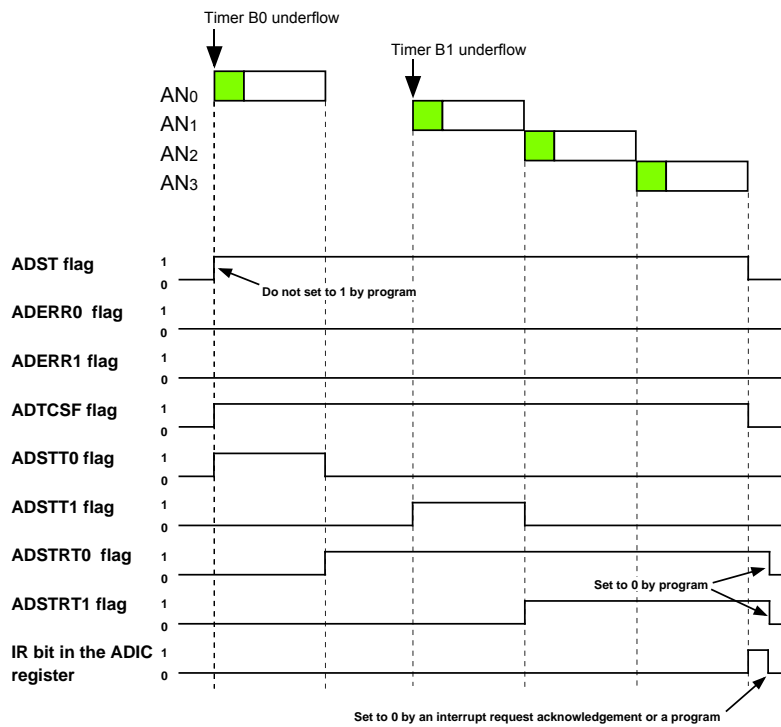 Timer B0 underflow
Timer B1 underflow
AN0
AN1
AN2
AN3
ADST flag
1
0
Do not set to 1 by program
ADERR0 flag
1
0
ADERR1 flag
1
0
ADTCSF flag
1
0
ADSTT0 flag
1
0
ADSTT1 flag
1
0
ADSTRT0 flag
1
0
Set to 0 by program
ADSTRT1 flag
1
0
IR bit in the ADIC
register
1
0
Set to 0 by an interrupt request acknowledgement or a program